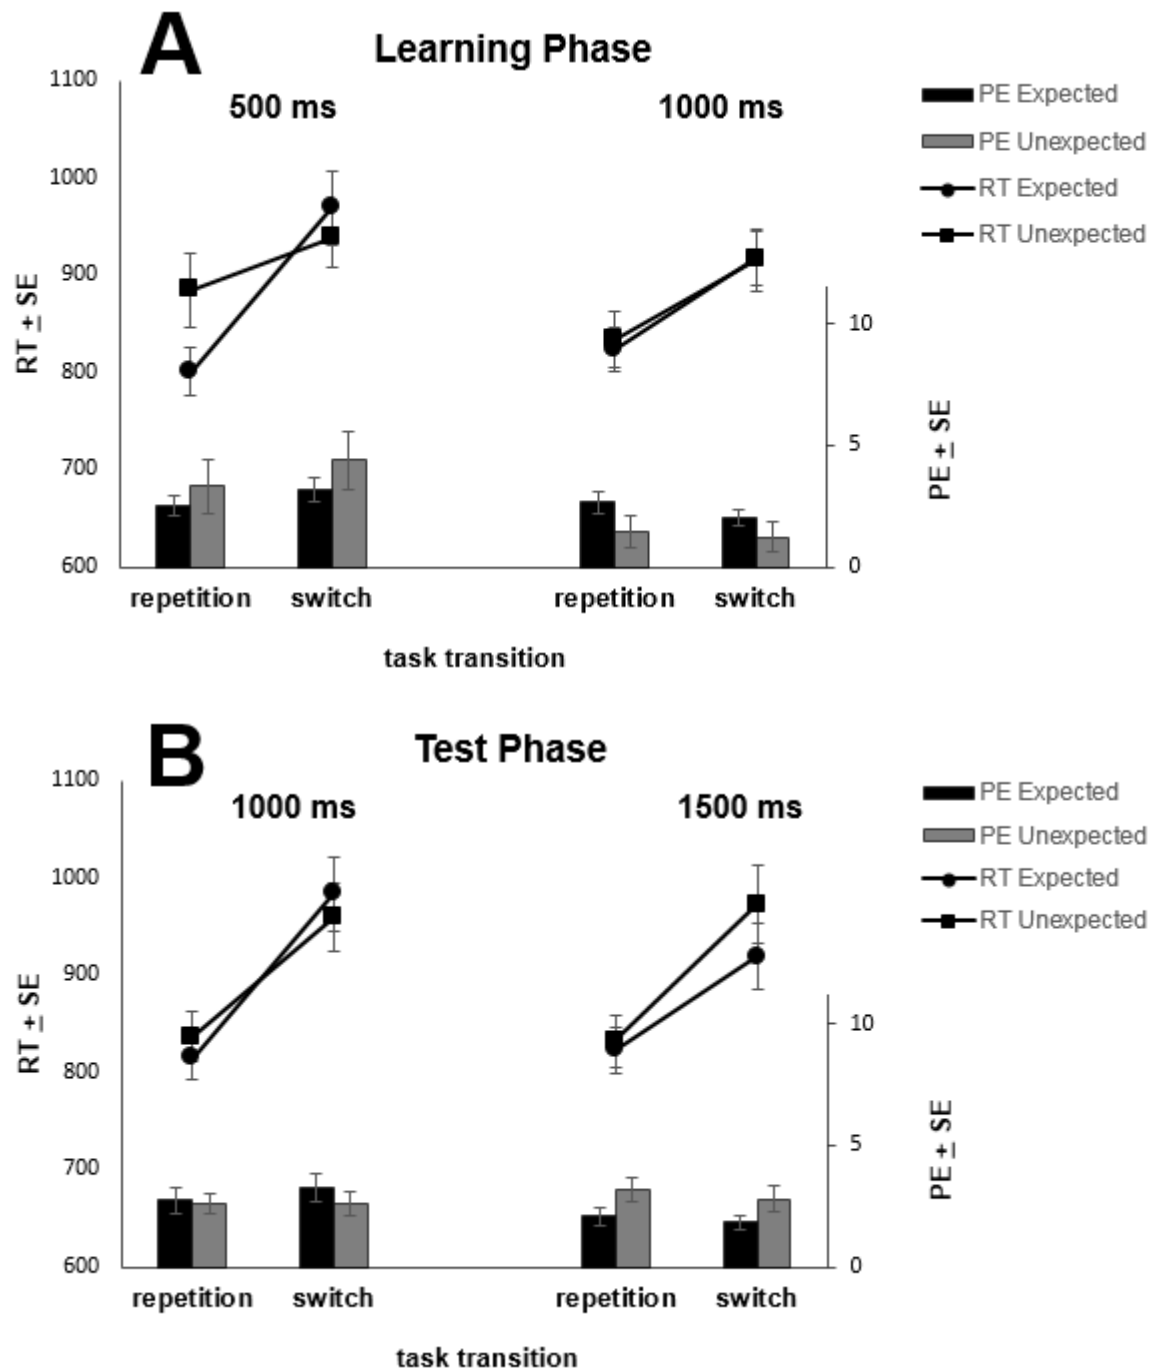 A
Learning Phase
500 ms
1000 ms
1100
1000
900
800
700
600
RT ± SE
10
5
0
PE ± SE
PE Expected
PE Unexpected
RT Expected
RT Unexpected
repetition
switch
repetition
switch
task transition
B
Test Phase
1000 ms
1500 ms
1100
1000
900
800
700
600
RT ± SE
10
5
0
PE ± SE
PE Expected
PE Unexpected
RT Expected
RT Unexpected
repetition
switch
repetition
switch
task transition